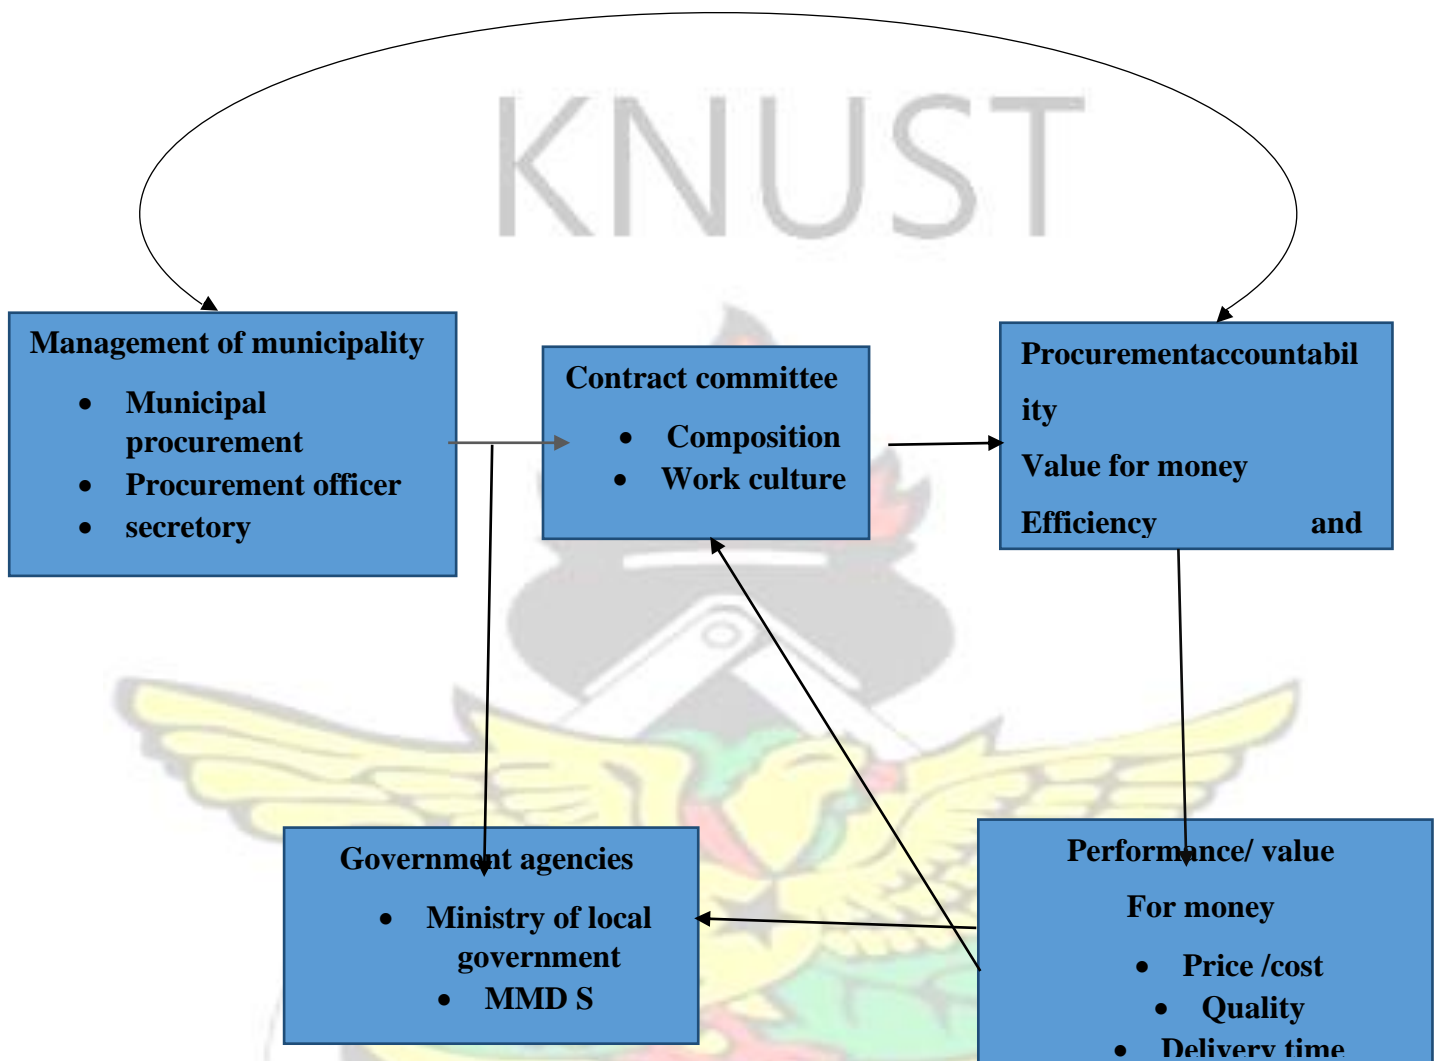 KNUST
Management of municipality
• Municipal
procurement
• Procurement officer
• secretory
Contract committee
• Composition
• Work culture
Procurementaccountabil
ity
Value for money
Efficiency and
Government agencies
• Ministry of local
government
• MMD S
Performance/ value
For money
• Price /cost
• Quality
• Delivery time